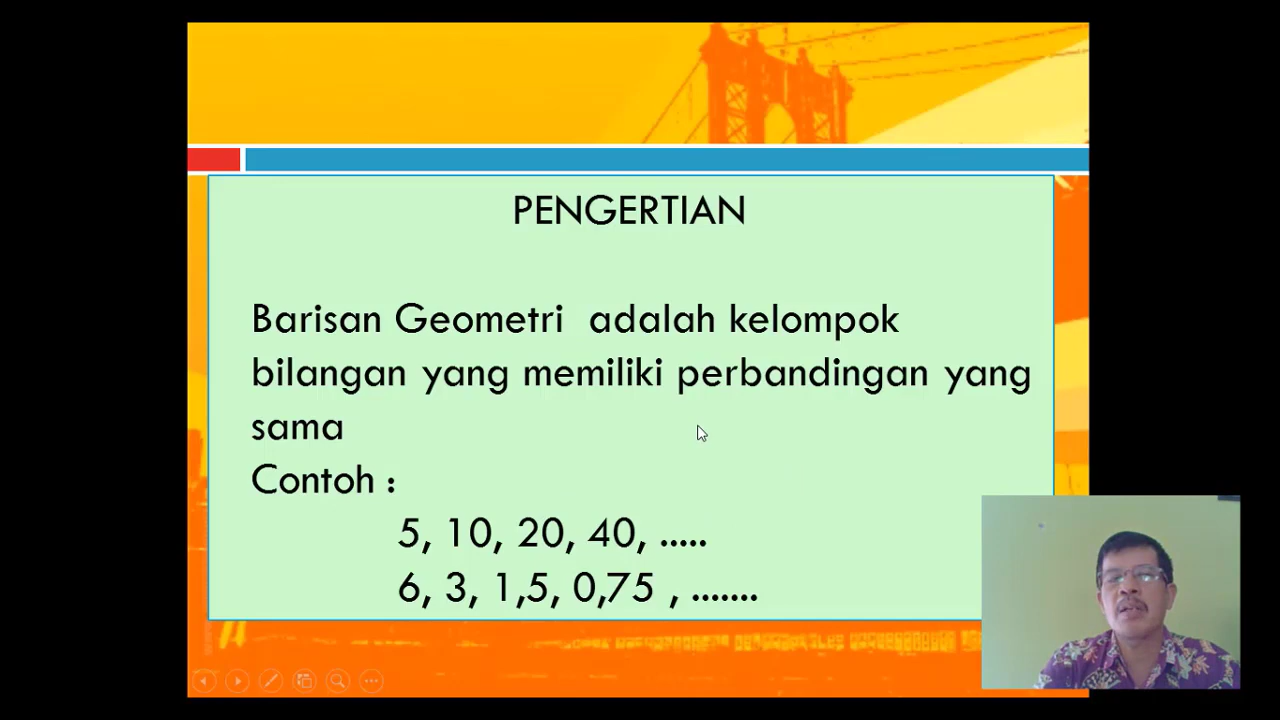 PENGERTIAN
Barisan Geometri adalah kelompok
bilangan yang memiliki perbandingan yang
sama
Contoh :
5, 10, 20, 40, .....
6, 3, 1,5, 0,75 , .......